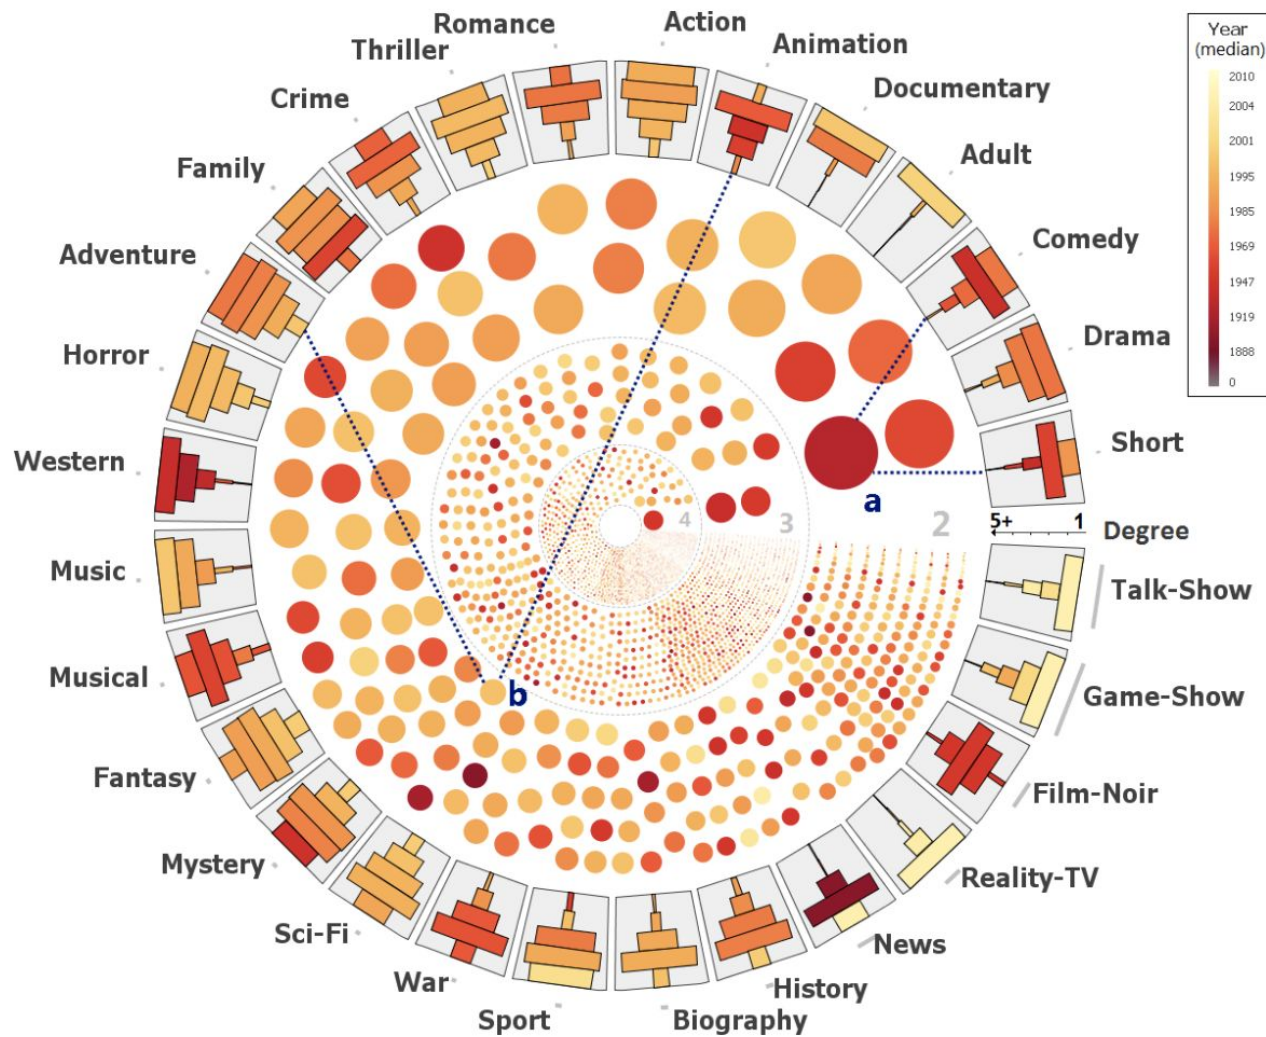 Romance
Action
Thriller
Animation
Crime
Documentary
Family
Adult
Adventure
Comedy
Horror
Drama
Western
Short
Music
Musical
Fantasy
Mystery
Sci-Fi
War
Sport
Biography
History
News
Reality-TV
Film-Noir
Game-Show
Talk-Show
5+ 1
Degree
a
b
4
3
2
Year
(median)
2010
2004
2001
1995
1985
1969
1947
1919
1888
0